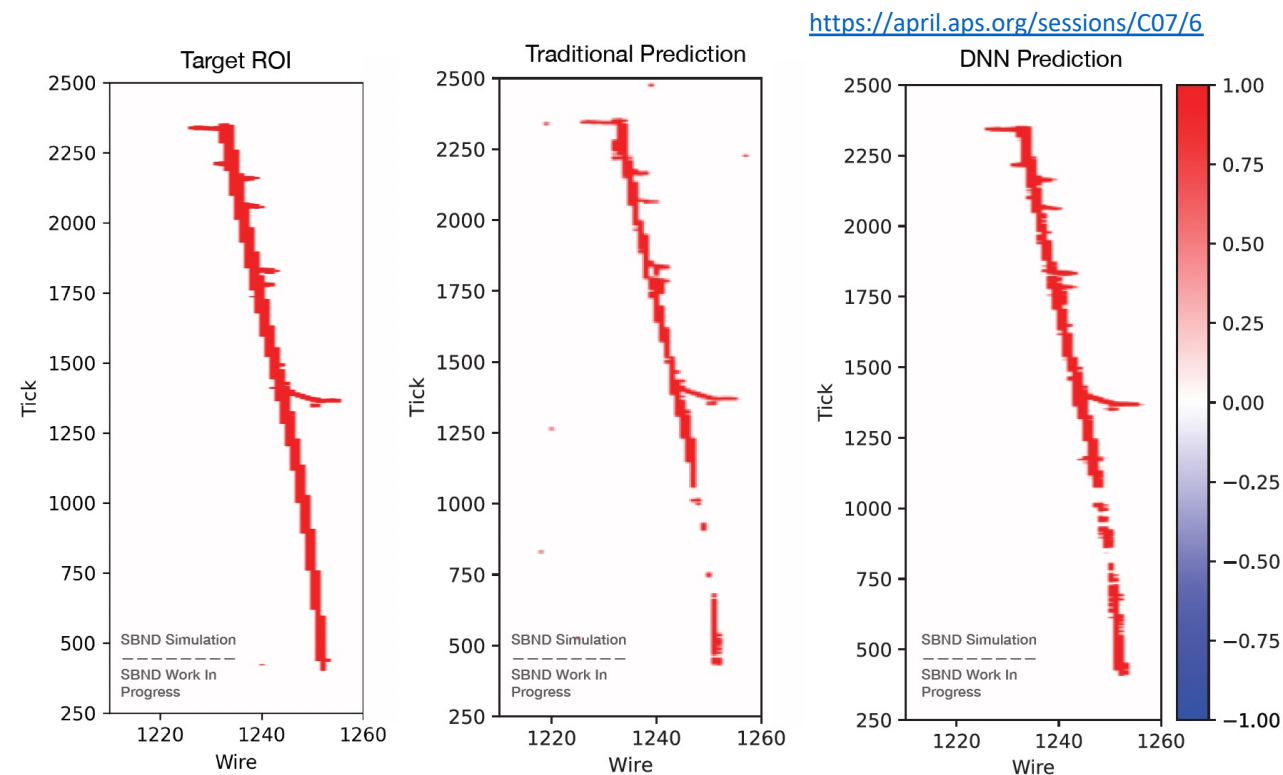 https://april.aps.org/sessions/C07/6
Target ROI
2500
2250
2000
1750
1500
1250
1000
750
500
250
Tick
SBND Simulation
SBND Work In
Progress
1220 1240 1260
Wire
Traditional Prediction
2500
2250
2000
1750
1500
1250
1000
750
500
250
Tick
SBND Simulation
SBND Work In
Progress
1220 1240 1260
Wire
DNN Prediction
2500
2250
2000
1750
1500
1250
1000
750
500
250
Tick
SBND Simulation
SBND Work In
Progress
1220 1240 1260
Wire
1.00
0.75
0.50
0.25
0.00
−0.25
−0.50
−0.75
−1.00